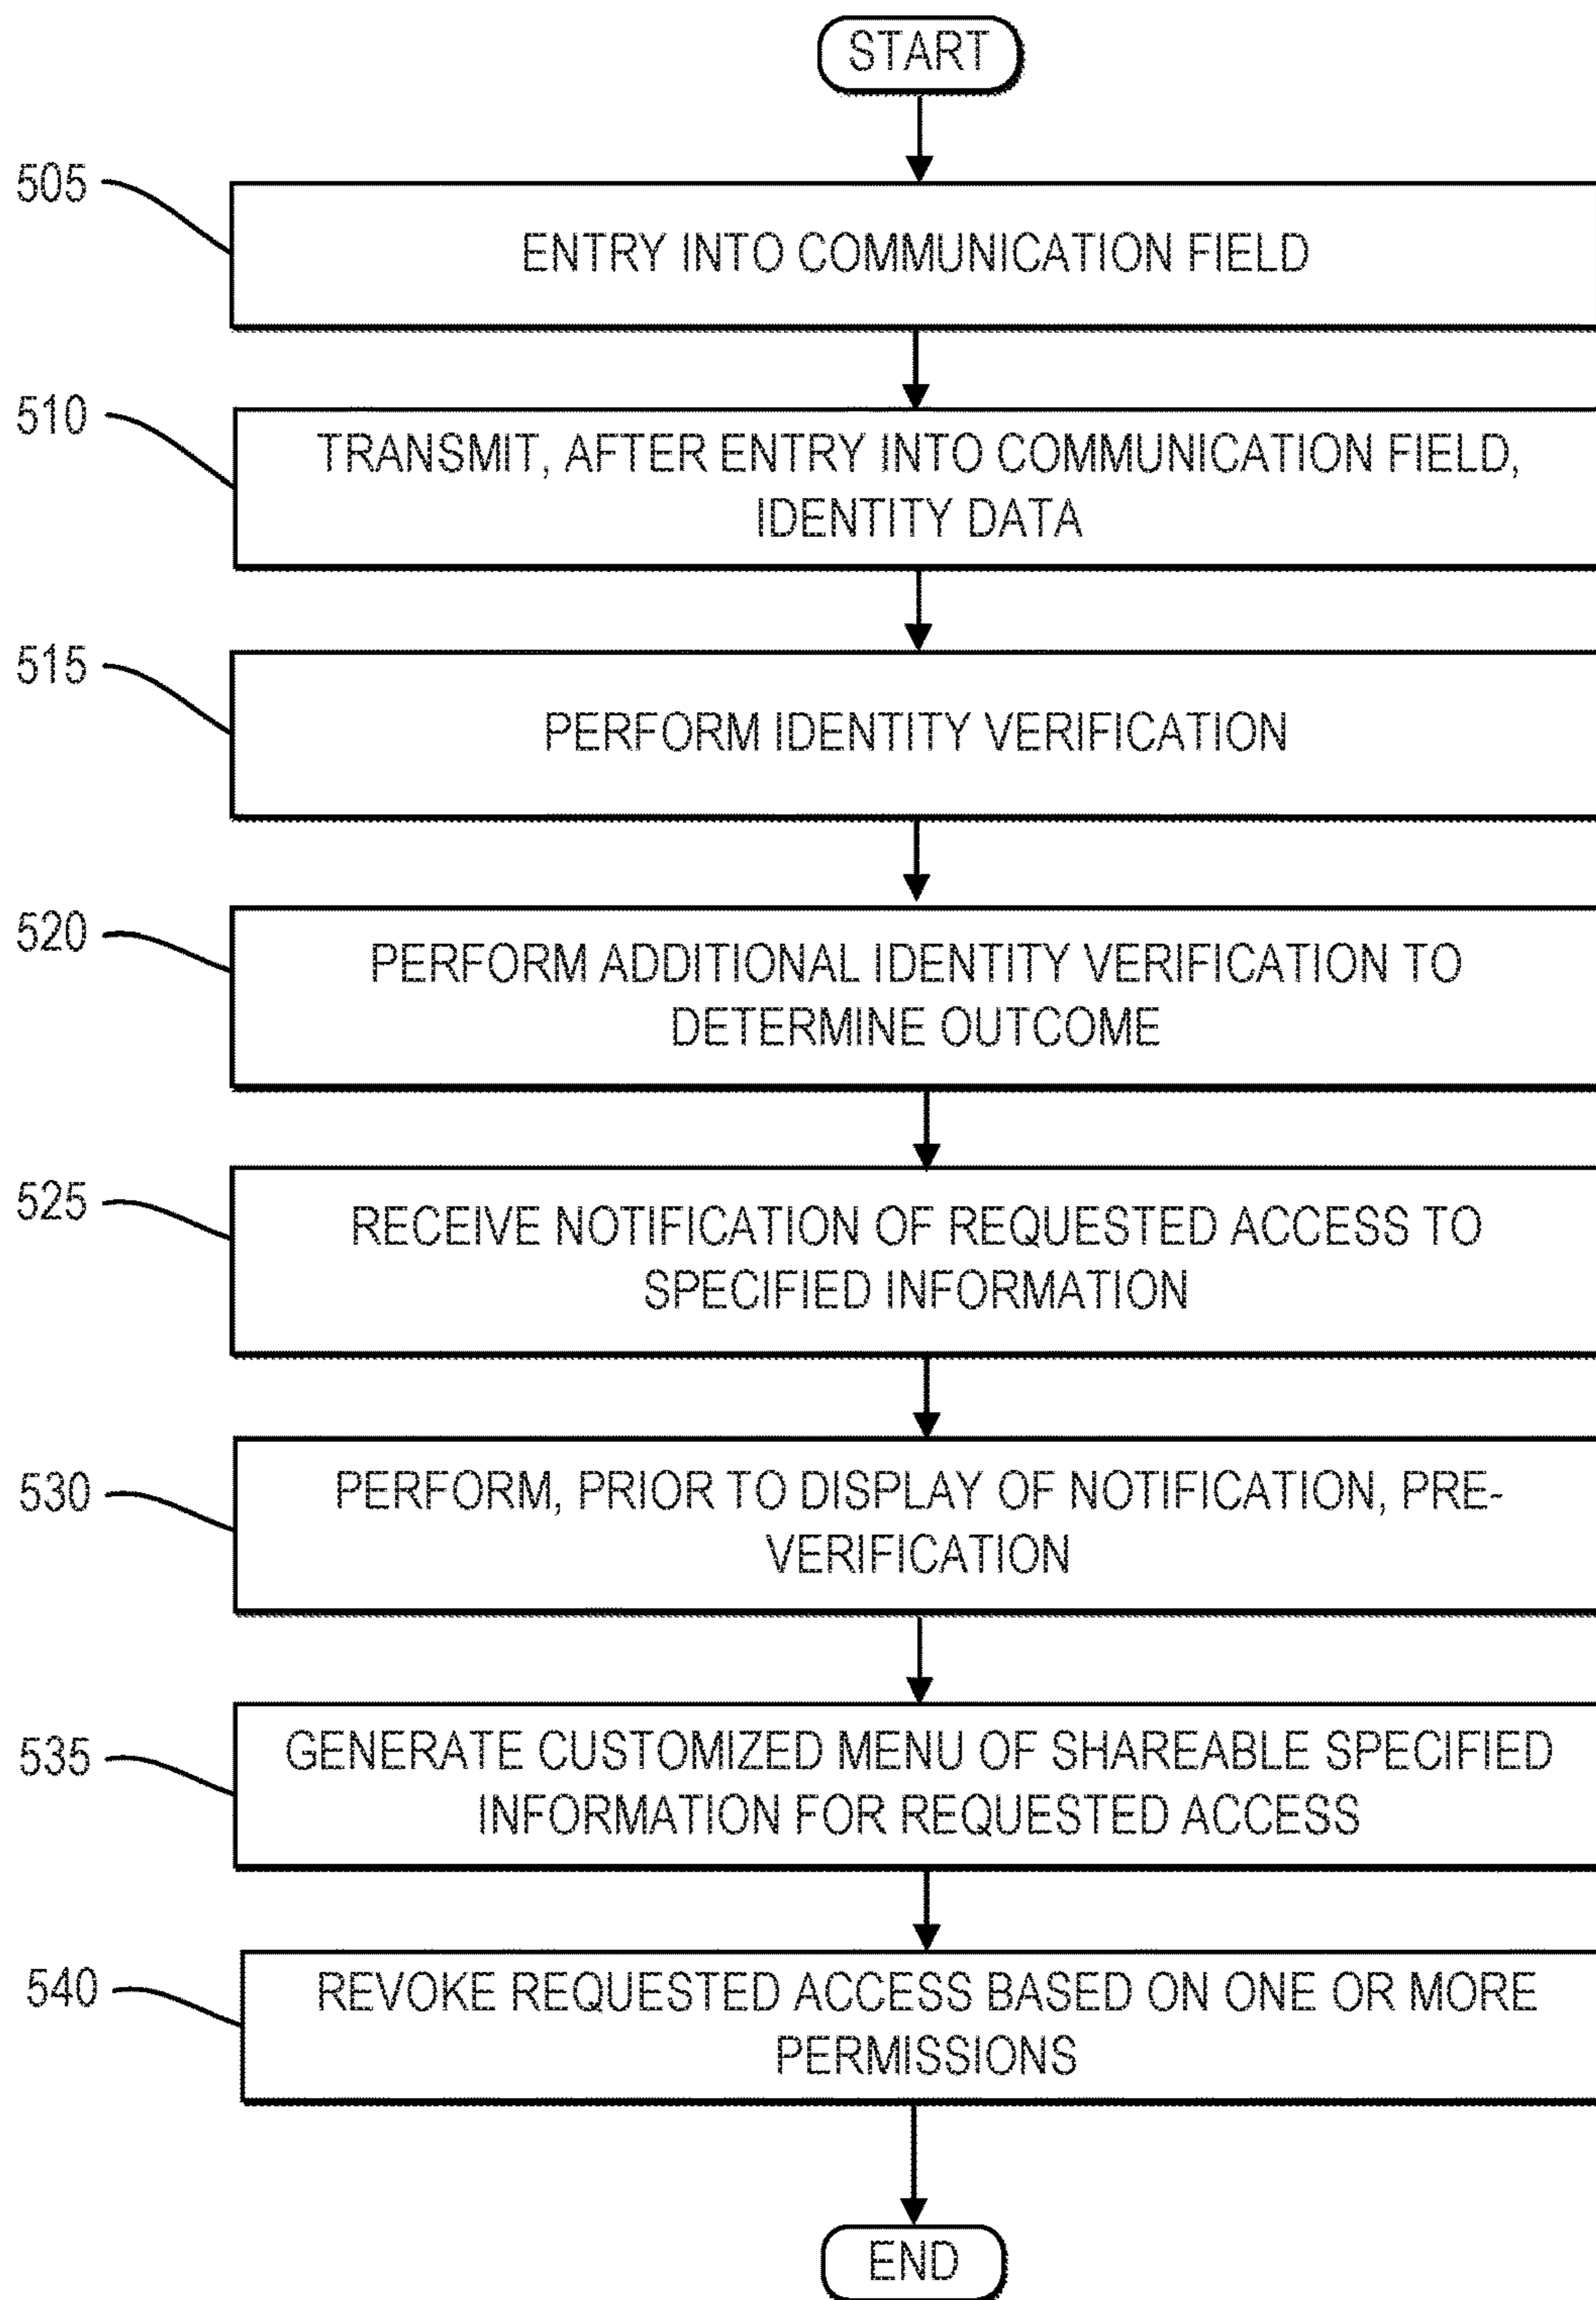 START
505
ENTRY INTO COMMUNICATION FIELD
510
TRANSMIT, AFTER ENTRY INTO COMMUNICATION FIELD,
IDENTITY DATA
515
PERFORM IDENTITY VERIFICATION
520
PERFORM ADDITIONAL IDENTITY VERIFICATION TO
DETERMINE OUTCOME
525
RECEIVE NOTIFICATION OF REQUESTED ACCESS TO
SPECIFIED INFORMATION
530
PERFORM, PRIOR TO DISPLAY OF NOTIFICATION, PRE-
VERIFICATION
535
GENERATE CUSTOMIZED MENU OF SHAREABLE SPECIFIED
INFORMATION FOR REQUESTED ACCESS
540
REVOKE REQUESTED ACCESS BASED ON ONE OR MORE
PERMISSIONS
END